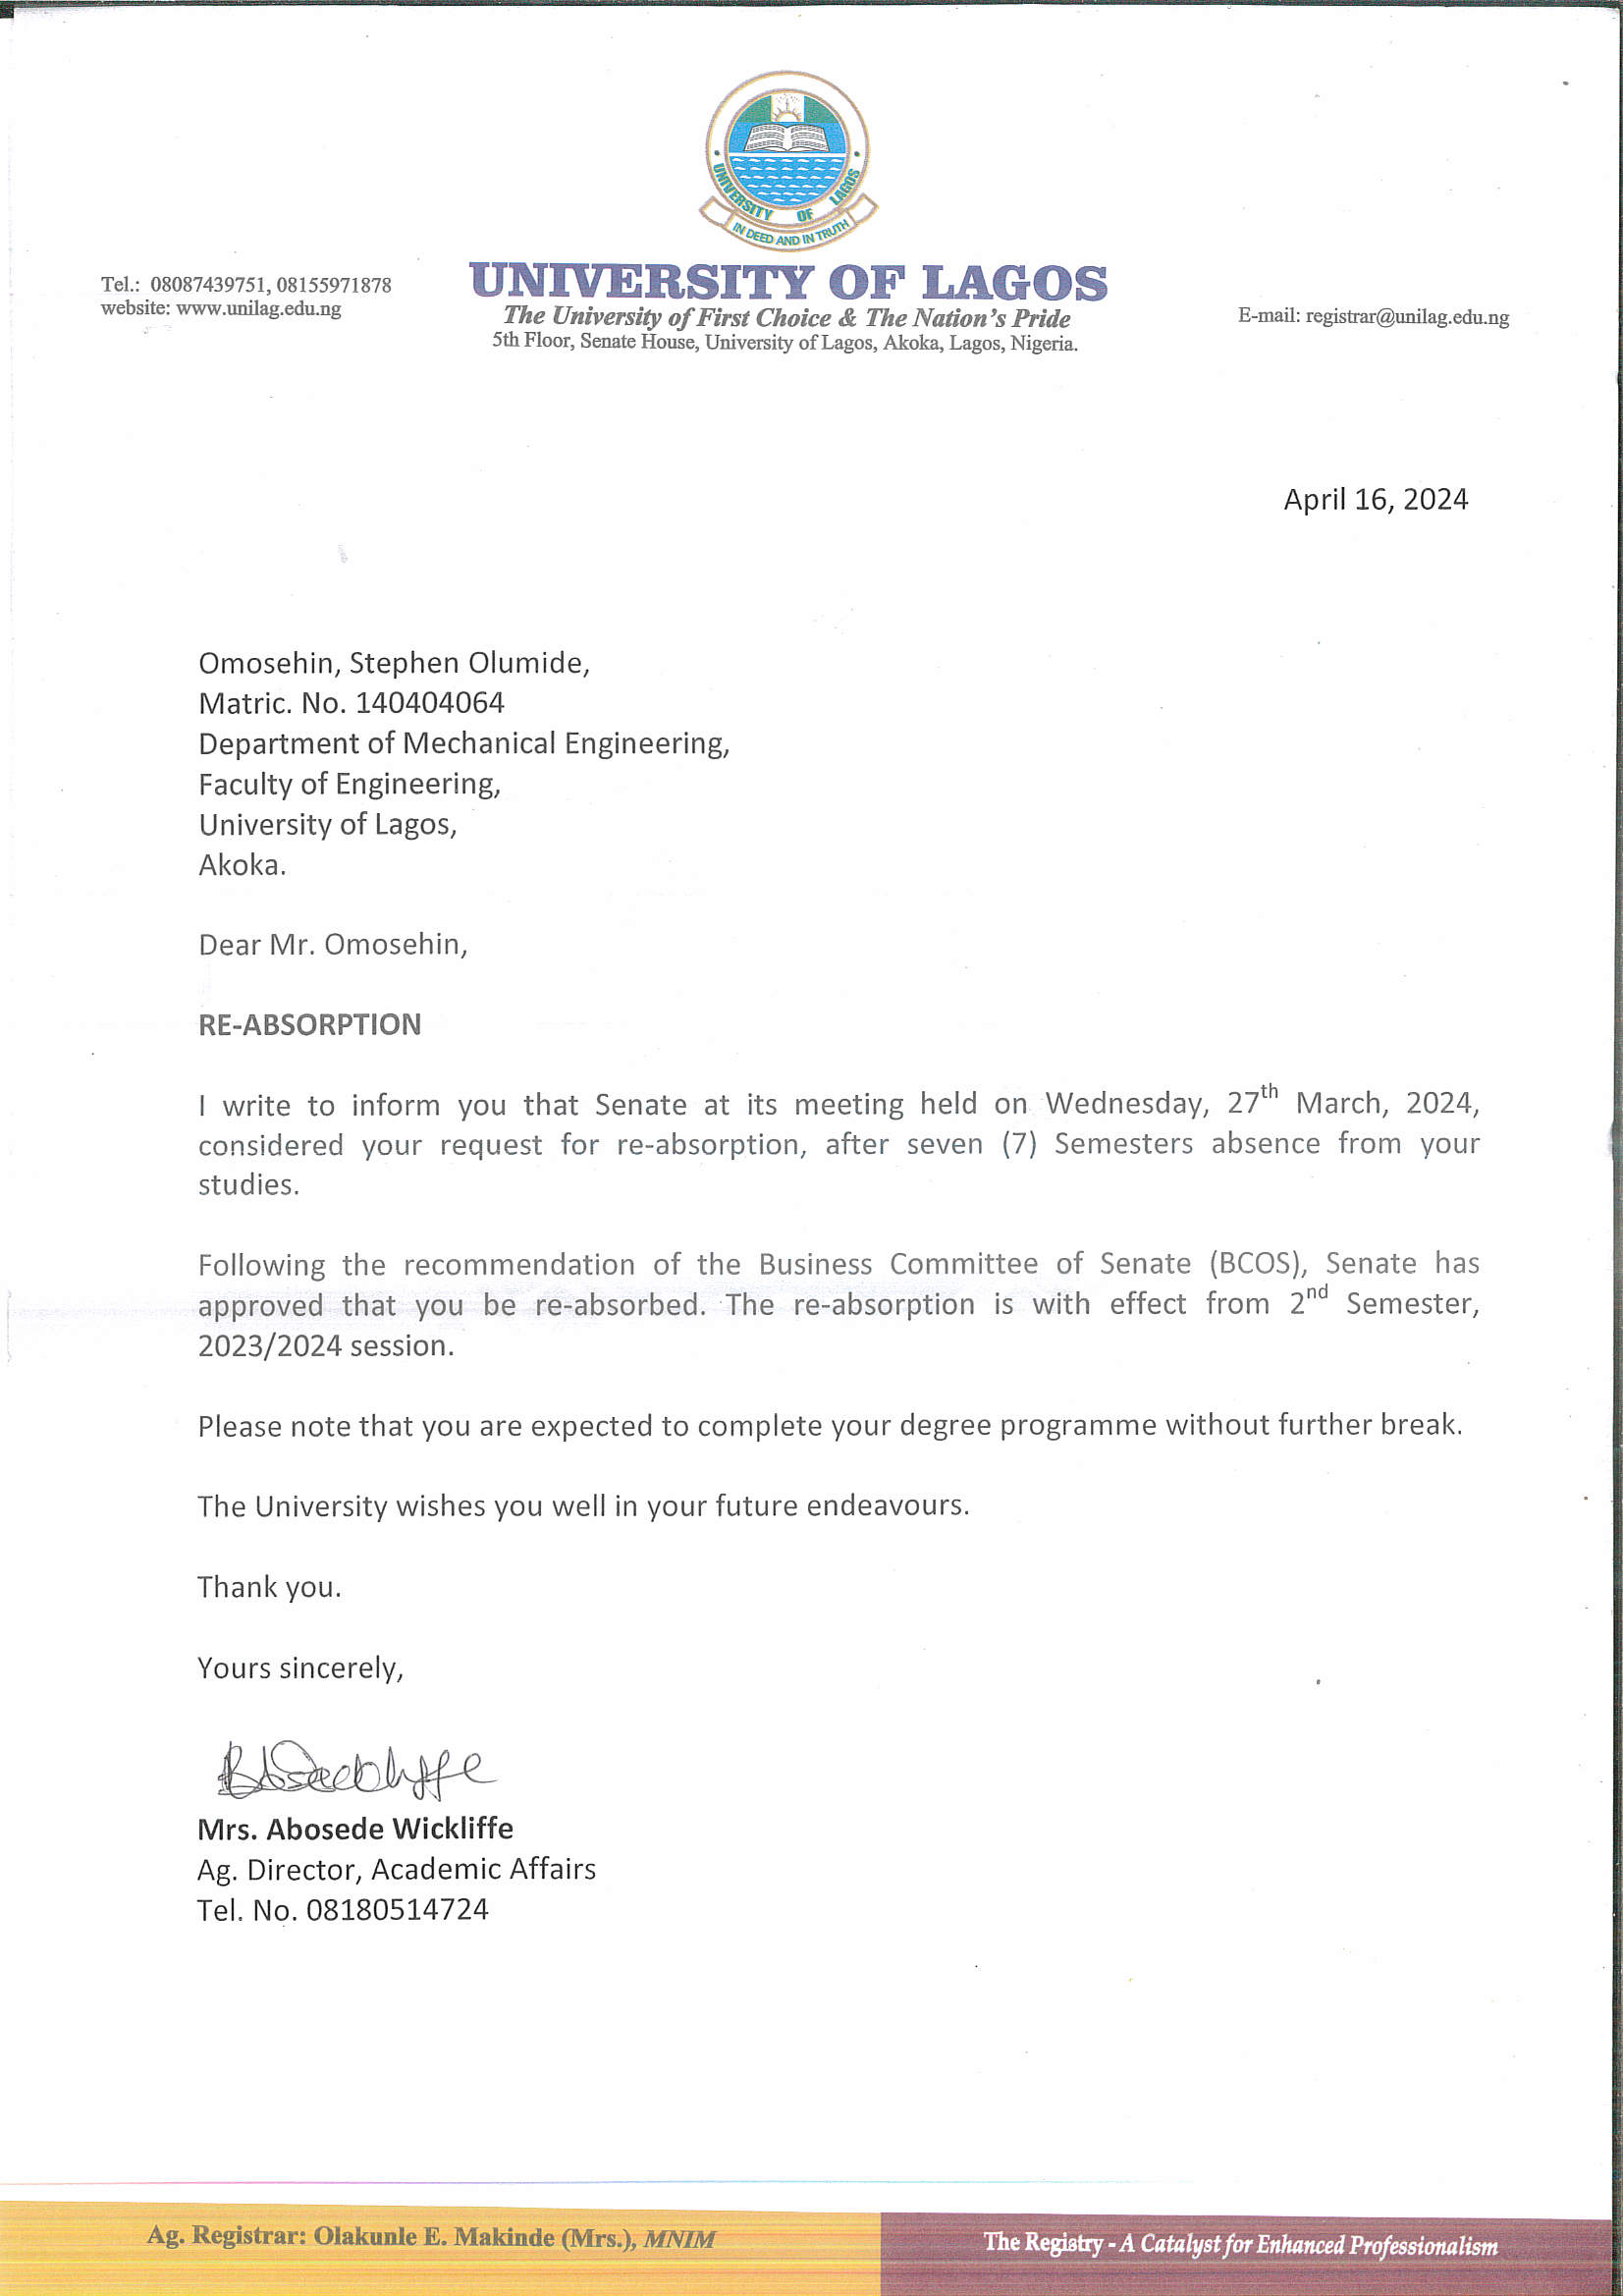 UNIVERSITY OF LAGOS
IN DEED AND IN TRUTH
Tel.: 08087439751, 08155971878
website: www.unilag.edu.ng
UNIVERSITY OF LAGOS
The University of First Choice & The Nation's Pride
5th Floor, Senate House, University of Lagos, Akoka, Lagos, Nigeria.
E-mail: registrar@unilag.edu.ng
April 16, 2024
Omosehin, Stephen Olumide,
Matric. No. 140404064
Department of Mechanical Engineering,
Faculty of Engineering,
University of Lagos,
Akoka.
Dear Mr. Omosehin,
RE-ABSORPTION
I write to inform you that Senate at its meeting held on Wednesday, 27th March, 2024,
considered your request for re-absorption, after seven (7) Semesters absence from your
studies.
Following the recommendation of the Business Committee of Senate (BCOS), Senate has
approved that you be re-absorbed. The re-absorption is with effect from 2nd Semester,
2023/2024 session.
Please note that you are expected to complete your degree programme without further break.
The University wishes you well in your future endeavours.
Thank you.
Yours sincerely,
Mrs. Abosede Wickliffe
Ag. Director, Academic Affairs
Tel. No. 08180514724
Ag. Registrar: Olakunle E. Makinde (Mrs.), MNIM
The Registry - A Catalyst for Enhanced Professionalism